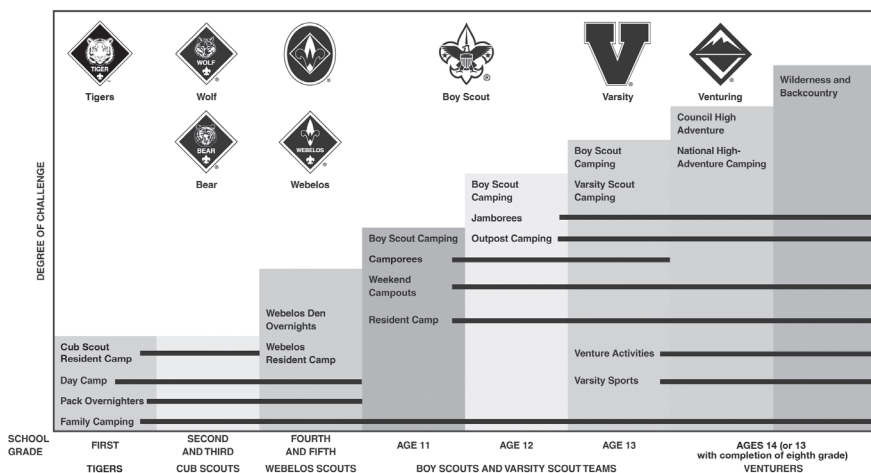 TIGER
Tigers
WOLF
Wolf
BEAR
Bear
WEBELOS
Webelos
Boy Scout
Varsity
Venturing
DEGREE OF CHALLENGE
Cub Scout
Resident Camp
Day Camp
Pack Overnighters
Family Camping
Webelos Den
Overnights
Webelos
Resident Camp
Boy Scout Camping
Camporees
Weekend
Campouts
Resident Camp
Boy Scout
Camping
Jamborees
Outpost Camping
Boy Scout
Camping
Varsity Scout
Camping
Venture Activities
Varsity Sports
Council High
Adventure
National High-
Adventure Camping
Wilderness and
Backcountry
SCHOOL
GRADE
FIRST
SECOND
AND THIRD
FOURTH
AND FIFTH
AGE 11
AGE 12
AGE 13
AGES 14 (or 13
with completion of eighth grade)
TIGERS
CUB SCOUTS
WEBELOS SCOUTS
BOY SCOUTS AND VARSITY SCOUT TEAMS
VENTURERS